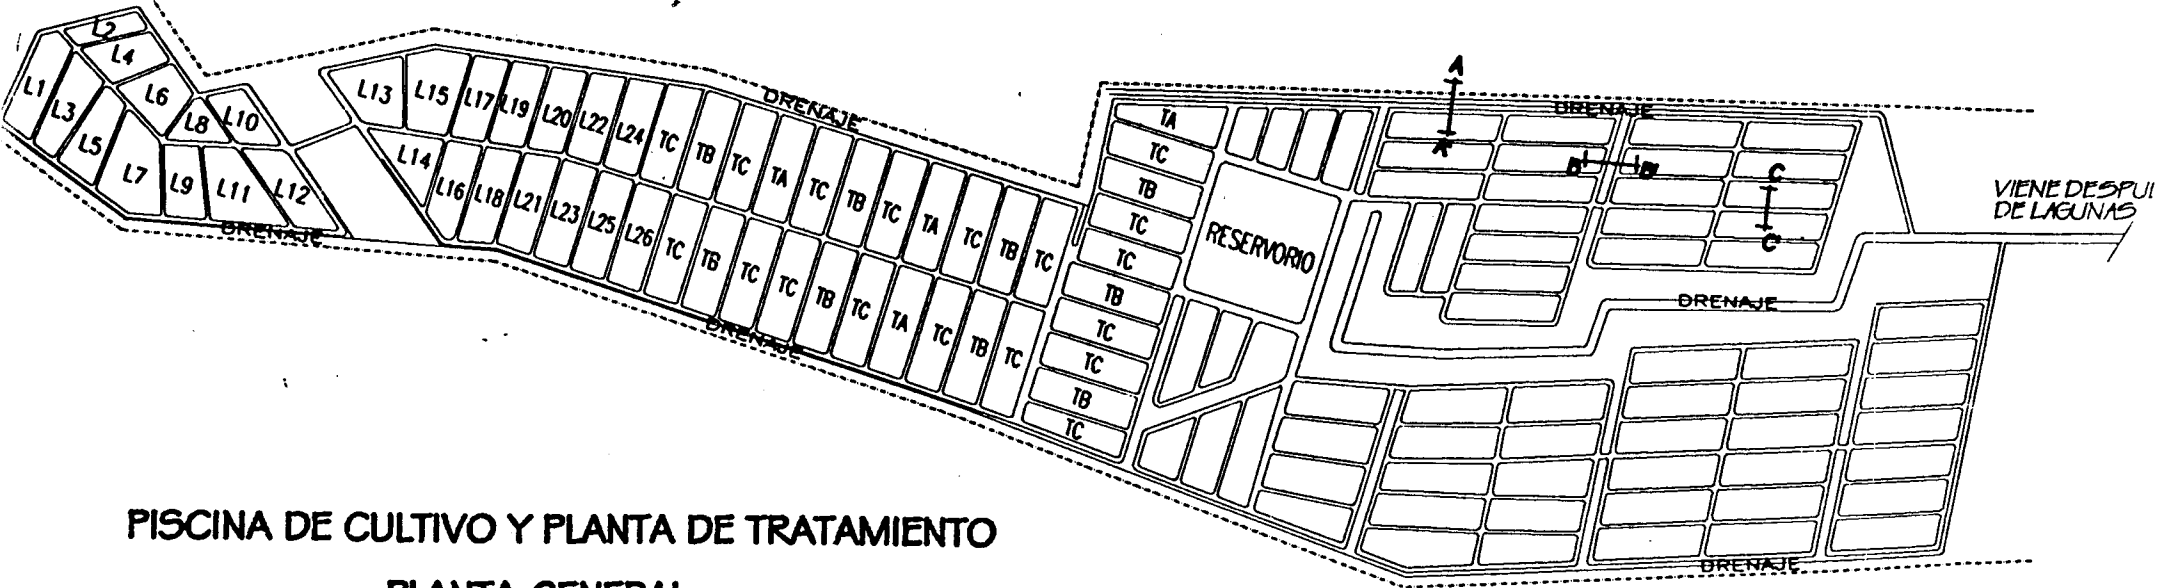 L2
L4
L1
L3
L6
L5
L8
L10
L7
L9
L11
L12
L13
L15
L17
L19
L20
L22
L24
TC
TB
TC
TA
TC
TB
TC
TA
TC
TB
TC
L14
L16
L18
L21
L23
L25
L26
TC
TB
TC
TC
TB
TC
TA
TC
TB
TC
DRENAJE
DRENAJE
DRENAJE
TA
TC
TB
TC
TC
TB
TC
TC
TB
TC
RESERVORIO
A
A'
DRENAJE
B
B'
C
C'
DRENAJE
DRENAJE
VIENE DESPUI
DE LAGUNAS
PISCINA DE CULTIVO Y PLANTA DE TRATAMIENTO
PLANTA GENERAL